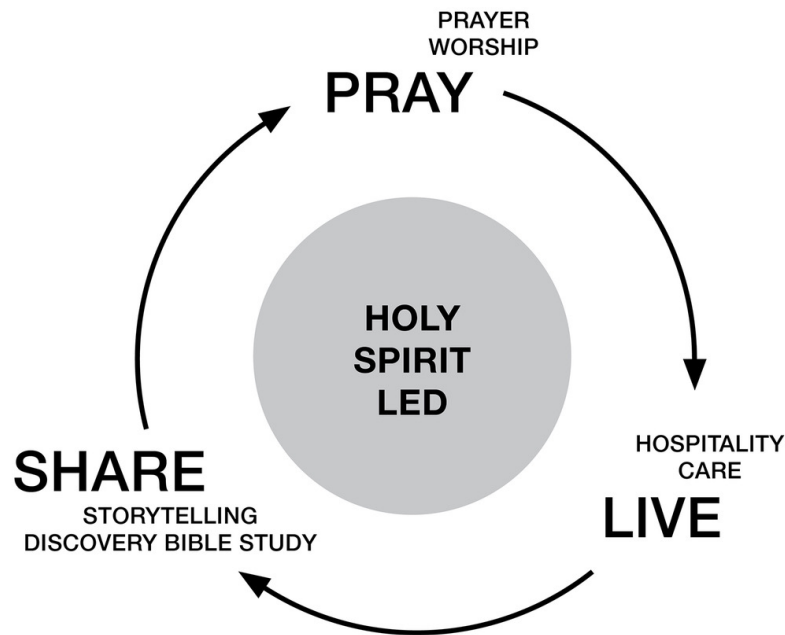 PRAYER
WORSHIP
PRAY
HOLY
SPIRIT
LED
HOSPITALITY
CARE
LIVE
SHARE
STORYTELLING
DISCOVERY BIBLE STUDY